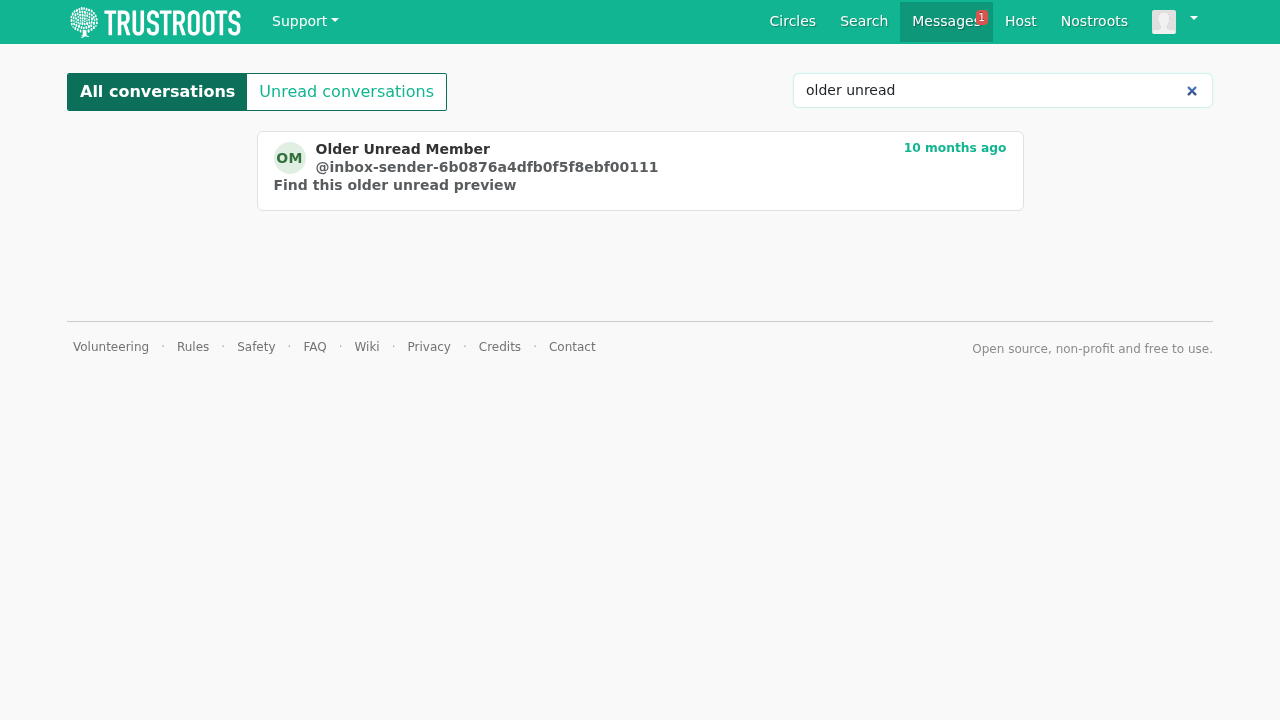 TRUSTROOTS Support Circles Search Messages 1 Host Nostroots
All conversations Unread conversations older unread
OM Older Unread Member 10 months ago
@inbox-sender-6b0876a4dfb0f5f8ebf00111
Find this older unread preview
Volunteering · Rules · Safety · FAQ · Wiki · Privacy · Credits · Contact Open source, non-profit and free to use.